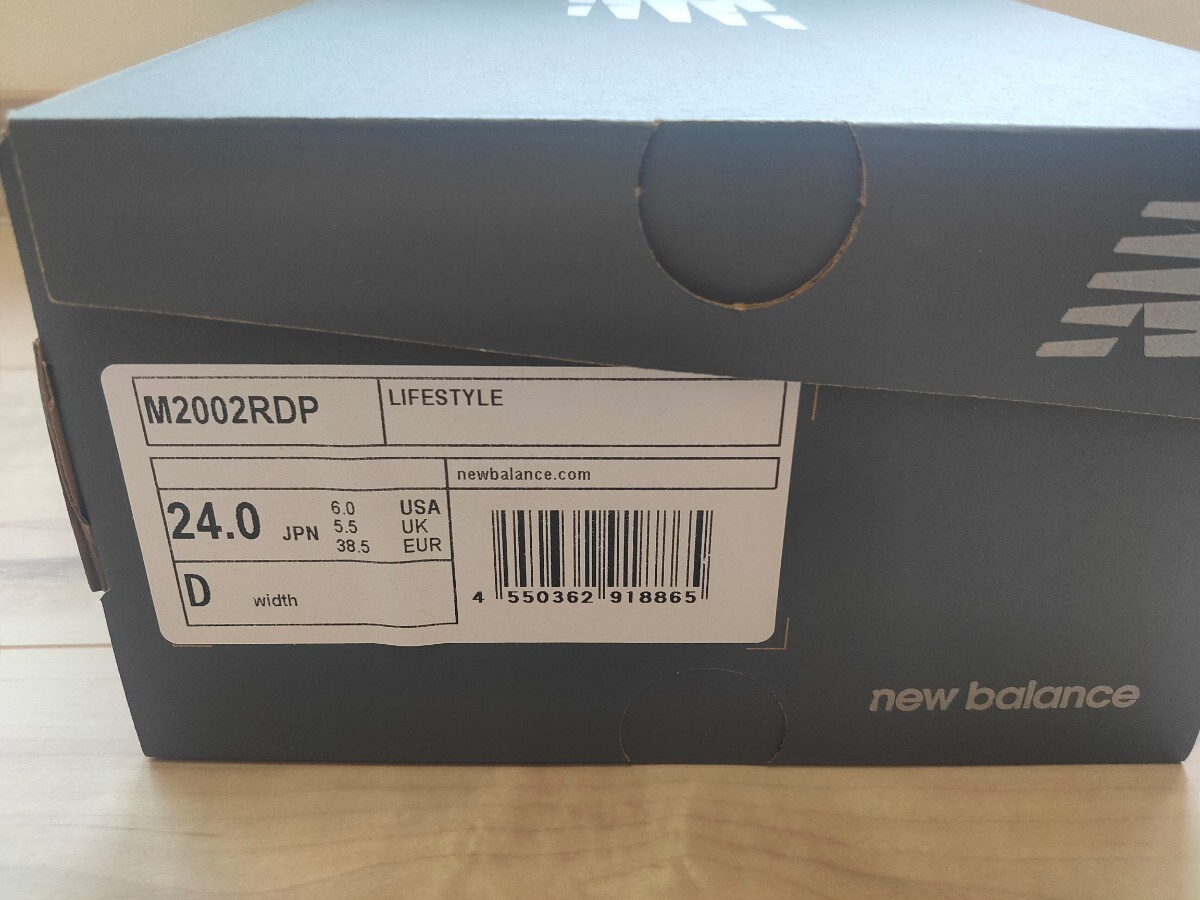 M2002RDP
LIFESTYLE
newbalance.com
24.0 JPN
6.0 USA
5.5 UK
38.5 EUR
D width
4 550362 918865
new balance